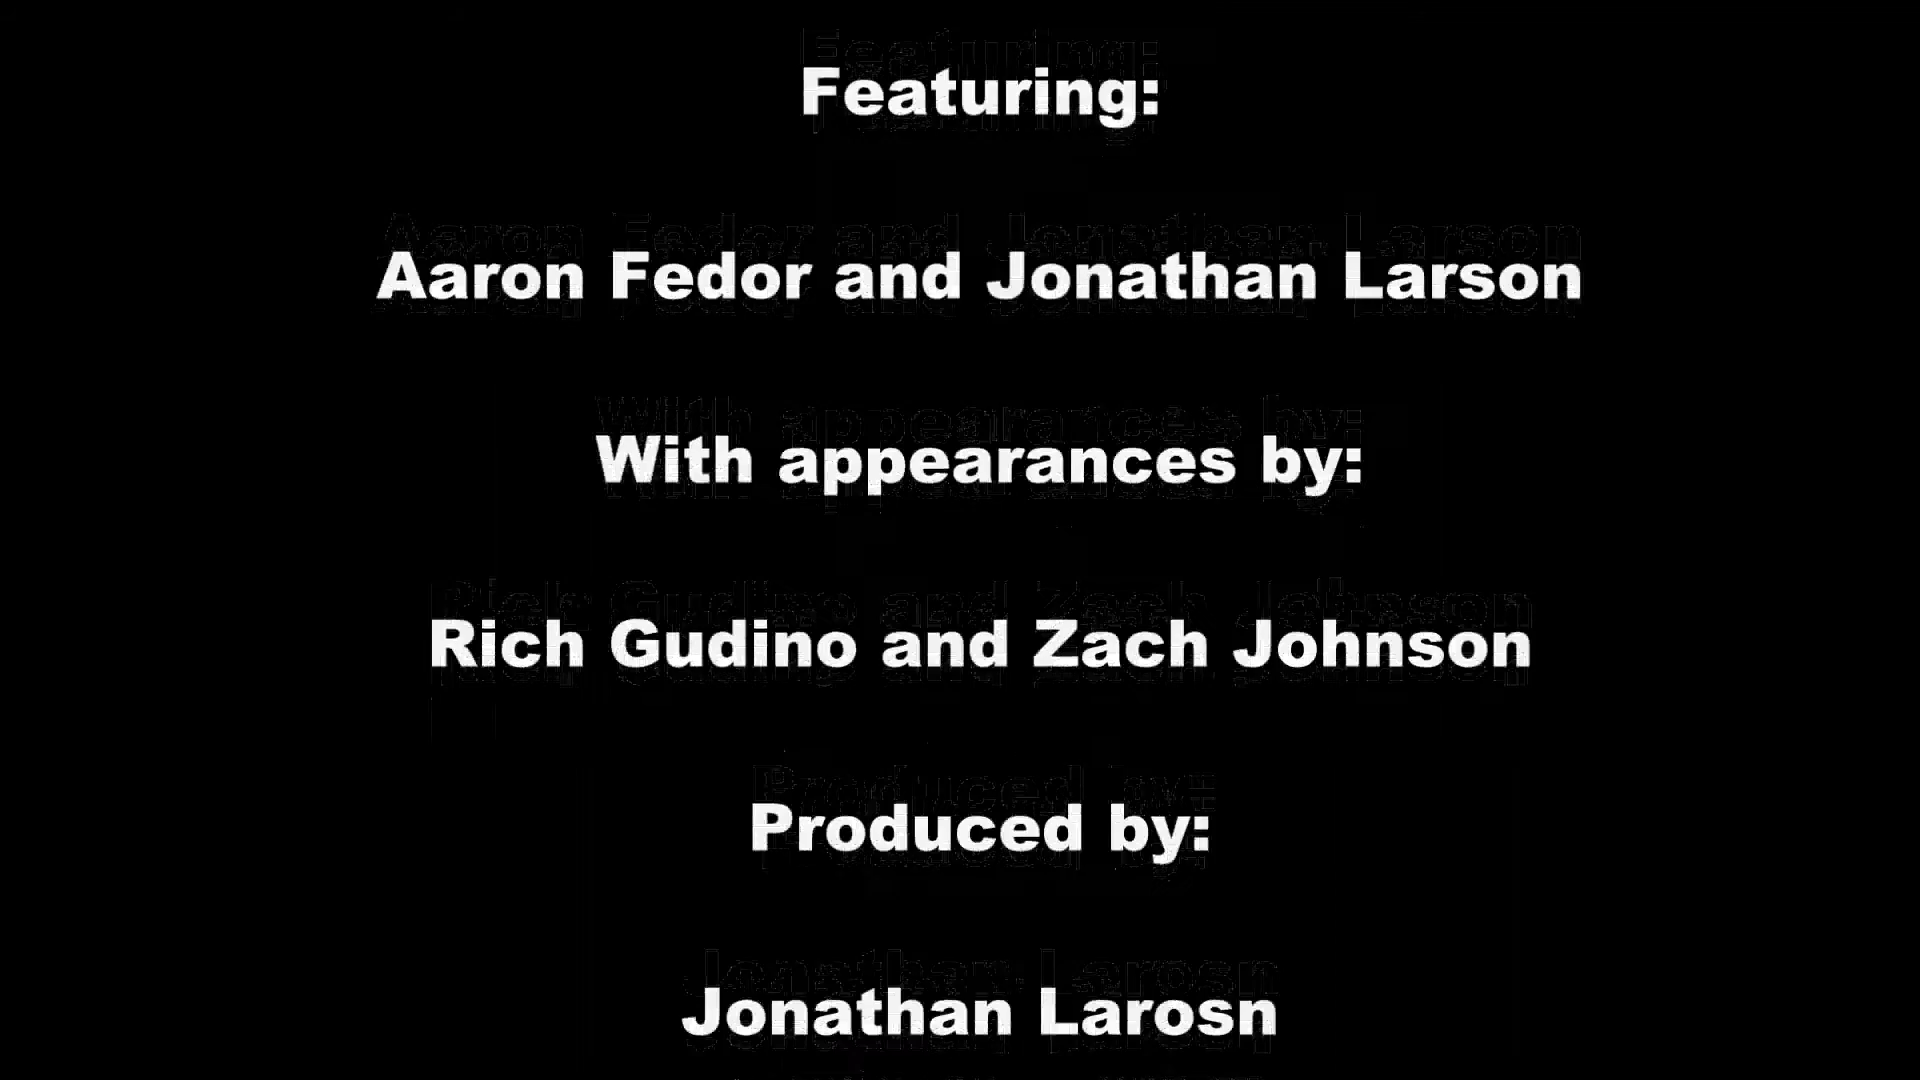 Featuring:
Aaron Fedor and Jonathan Larson
With appearances by:
Rich Gudino and Zach Johnson
Produced by:
Jonathan Larosn